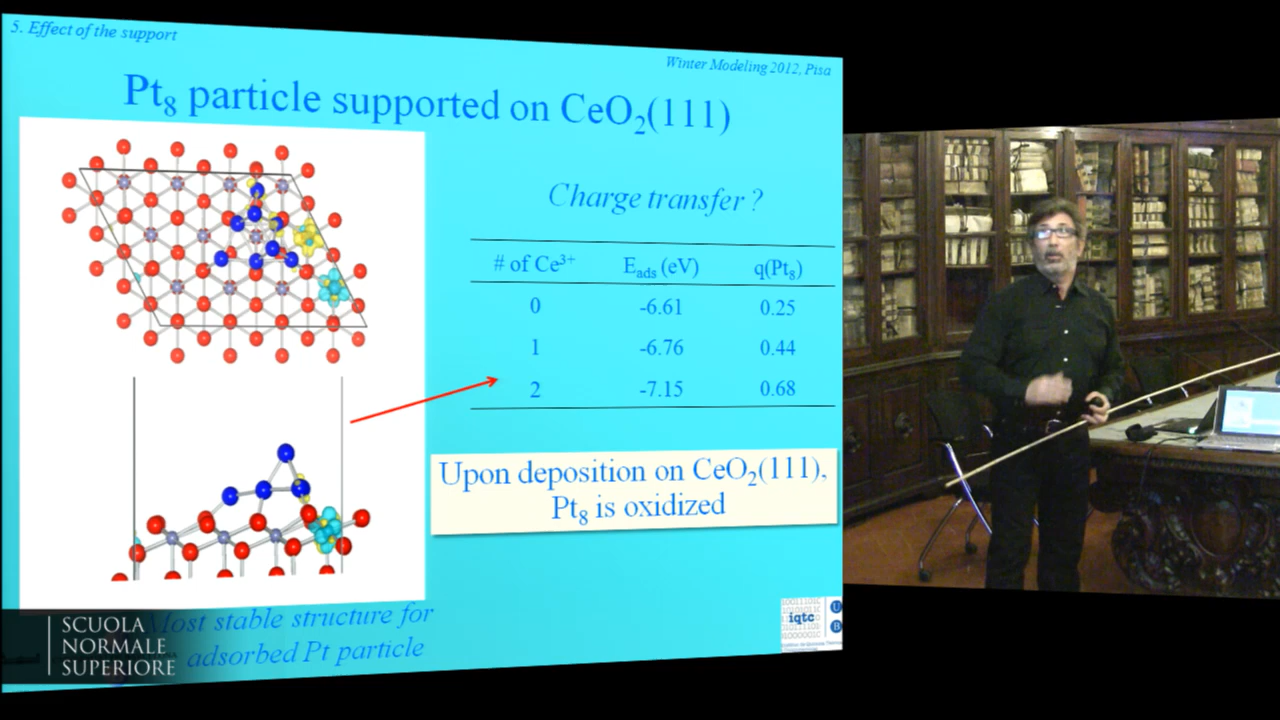 5. Effect of the support
Winter Modeling 2012, Pisa
Pt₈ particle supported on CeO₂(111)
Charge transfer ?
# of Ce³⁺ E_ads (eV) q(Pt₈)
0 -6.61 0.25
1 -6.76 0.44
2 -7.15 0.68
Upon deposition on CeO₂(111),
Pt₈ is oxidized
Most stable structure for
adsorbed Pt particle
iqtc
U
B
SCUOLA
NORMALE
SUPERIORE